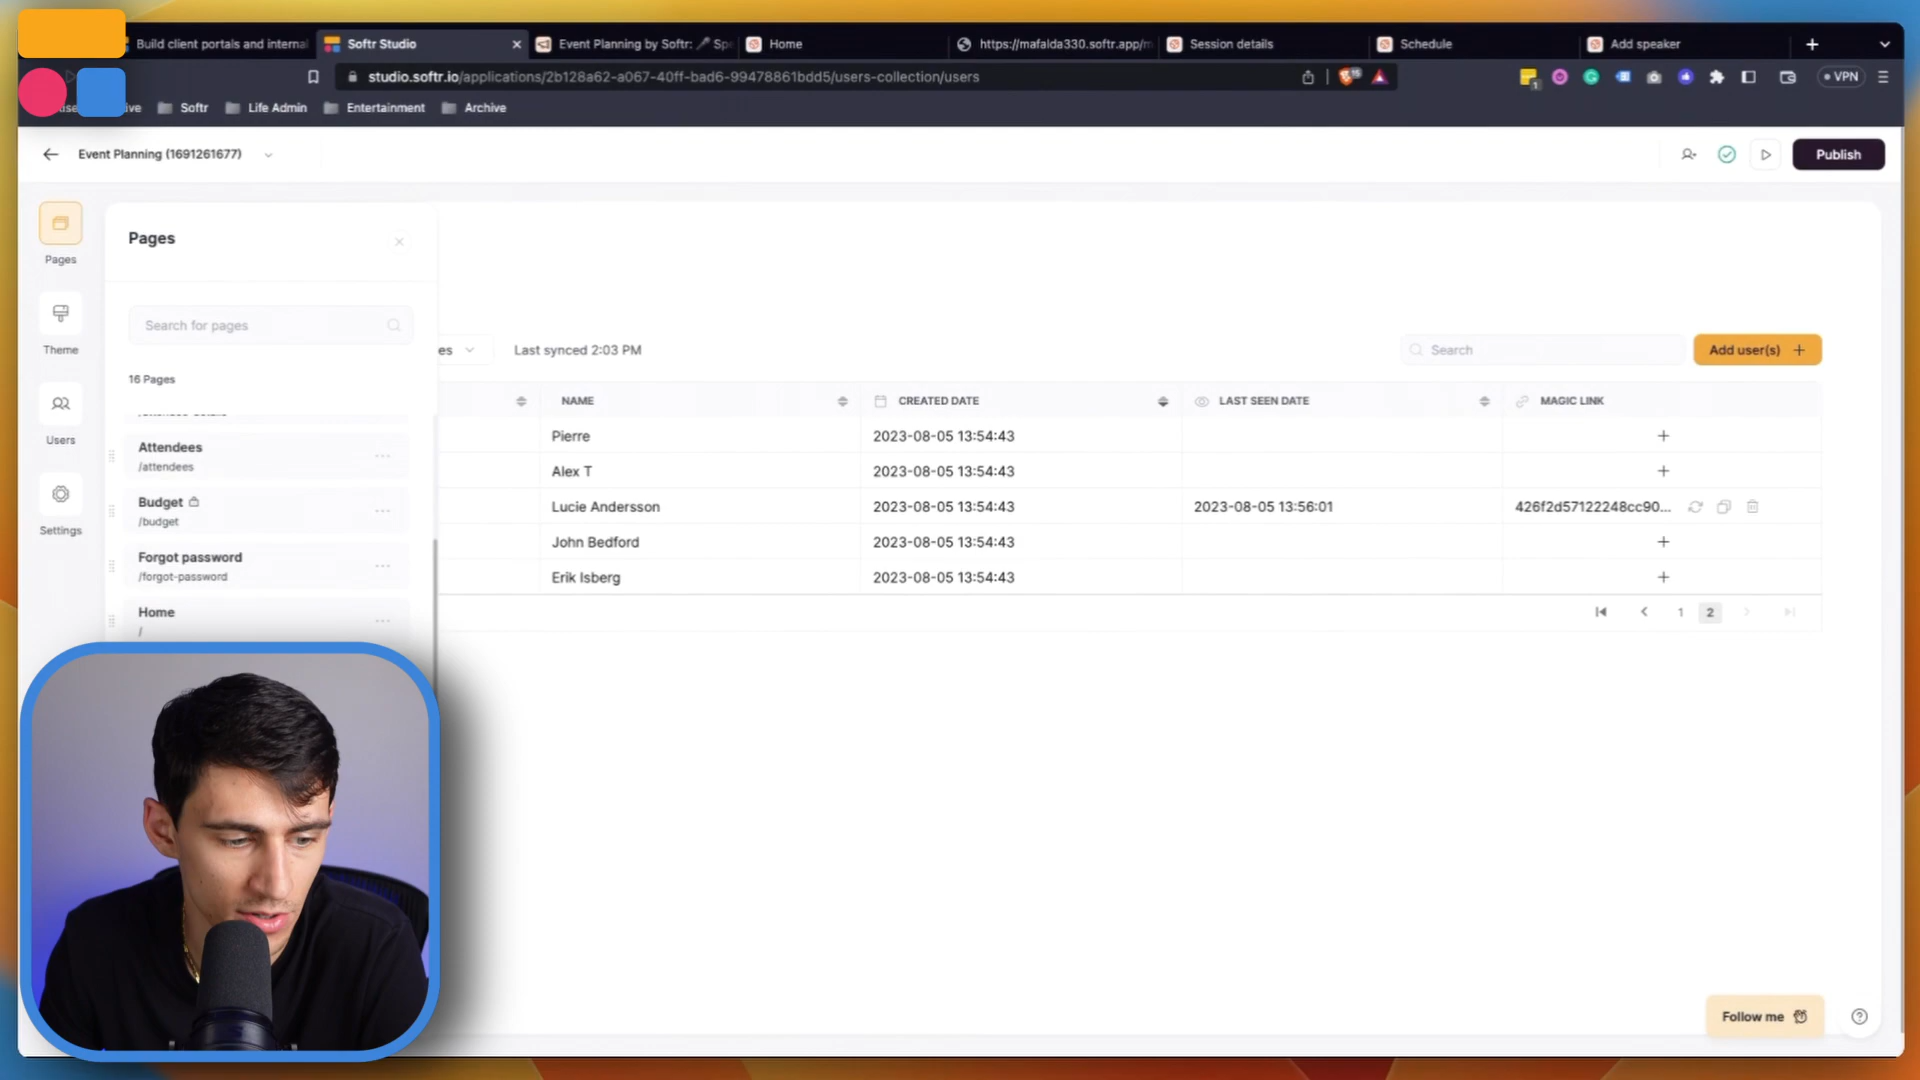 Build client portals and interna
Softr Studio
Event Planning by Softr: 🎤 Spe
Home
https://mafalda330.softr.app/m
Session details
Schedule
Add speaker
studio.softr.io/applications/2b128a62-a067-40ff-bad6-99478861bdd5/users-collection/users
VPN
ive
Softr
Life Admin
Entertainment
Archive
Event Planning (1691261677)
Publish
Pages
Theme
Users
Settings
Pages
Search for pages
16 Pages
Attendees
/attendees
Budget
/budget
Forgot password
/forgot-password
Home
/
es
Last synced 2:03 PM
Search
Add user(s) +
NAME CREATED DATE LAST SEEN DATE MAGIC LINK
Pierre 2023-08-05 13:54:43 +
Alex T 2023-08-05 13:54:43 +
Lucie Andersson 2023-08-05 13:54:43 2023-08-05 13:56:01 426f2d57122248cc90...
John Bedford 2023-08-05 13:54:43 +
Erik Isberg 2023-08-05 13:54:43 +
1 2
Follow me